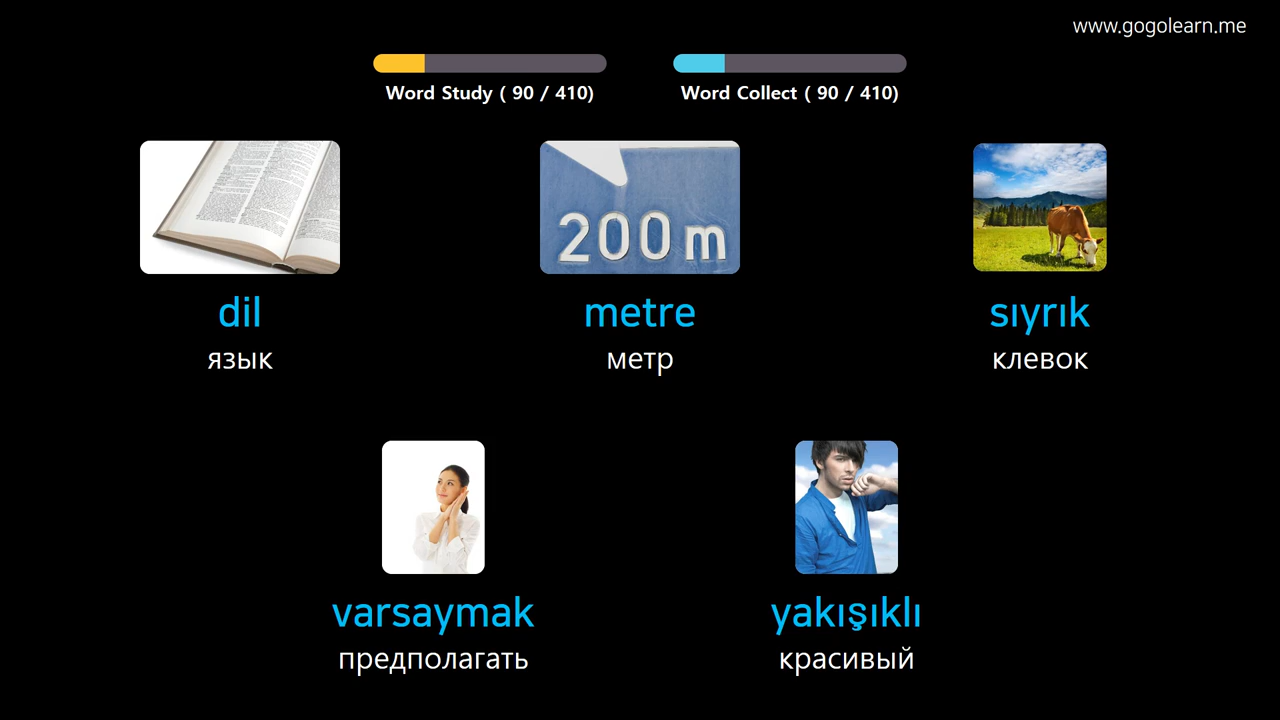 www.gogolearn.me
Word Study ( 90 / 410)
Word Collect ( 90 / 410)
200m
dil
язык
metre
метр
sıyrık
клевок
varsaymak
предполагать
yakışıklı
красивый